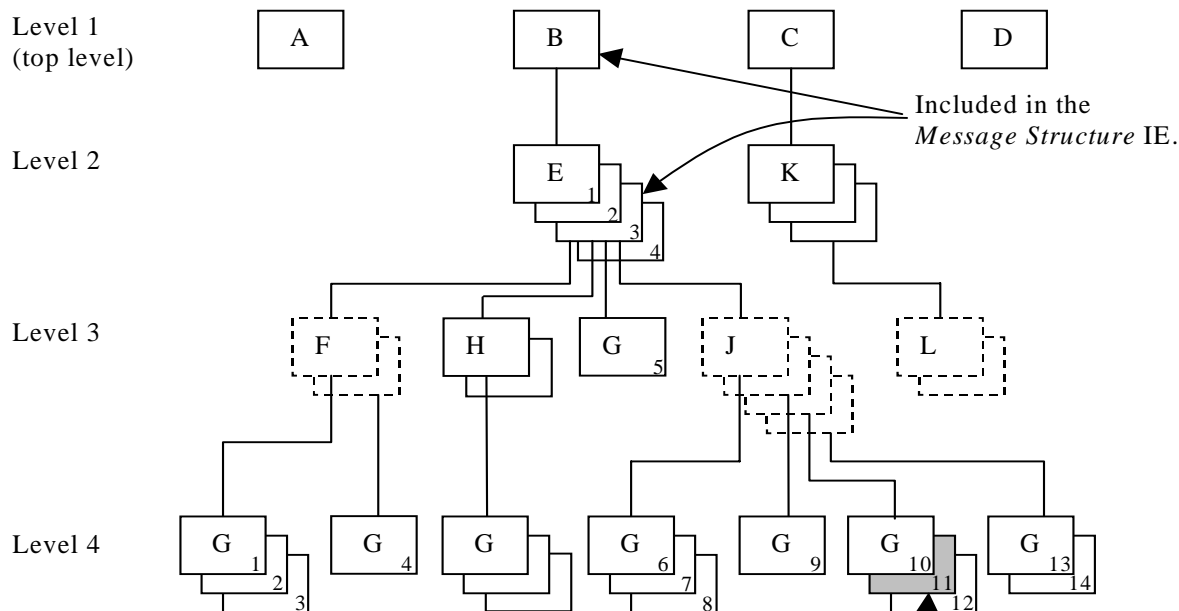 Level 1
(top level)
A
B
C
D
Included in the
Message Structure IE.
Level 2
E
1
2
3
4
K
Level 3
F
H
G
5
J
L
Level 4
G
1
2
3
G
4
G
G
6
7
8
G
9
G
10
11
12
G
13
14